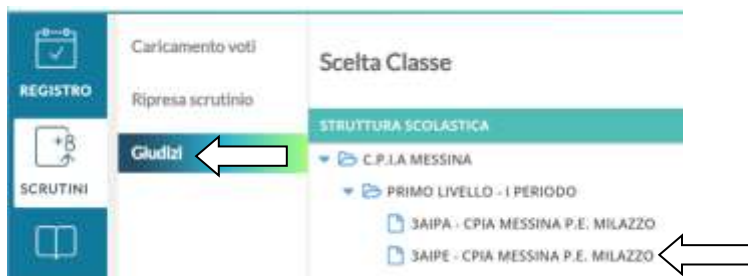 REGISTRO
+B
SCRUTINI
Caricamento voti
Ripresa scrutinio
Giudizi
Scelta Classe
STRUTTURA SCOLASTICA
C.P.I.A MESSINA
PRIMO LIVELLO - I PERIODO
3AIPA - CPIA MESSINA P.E. MILAZZO
3AIPE - CPIA MESSINA P.E. MILAZZO